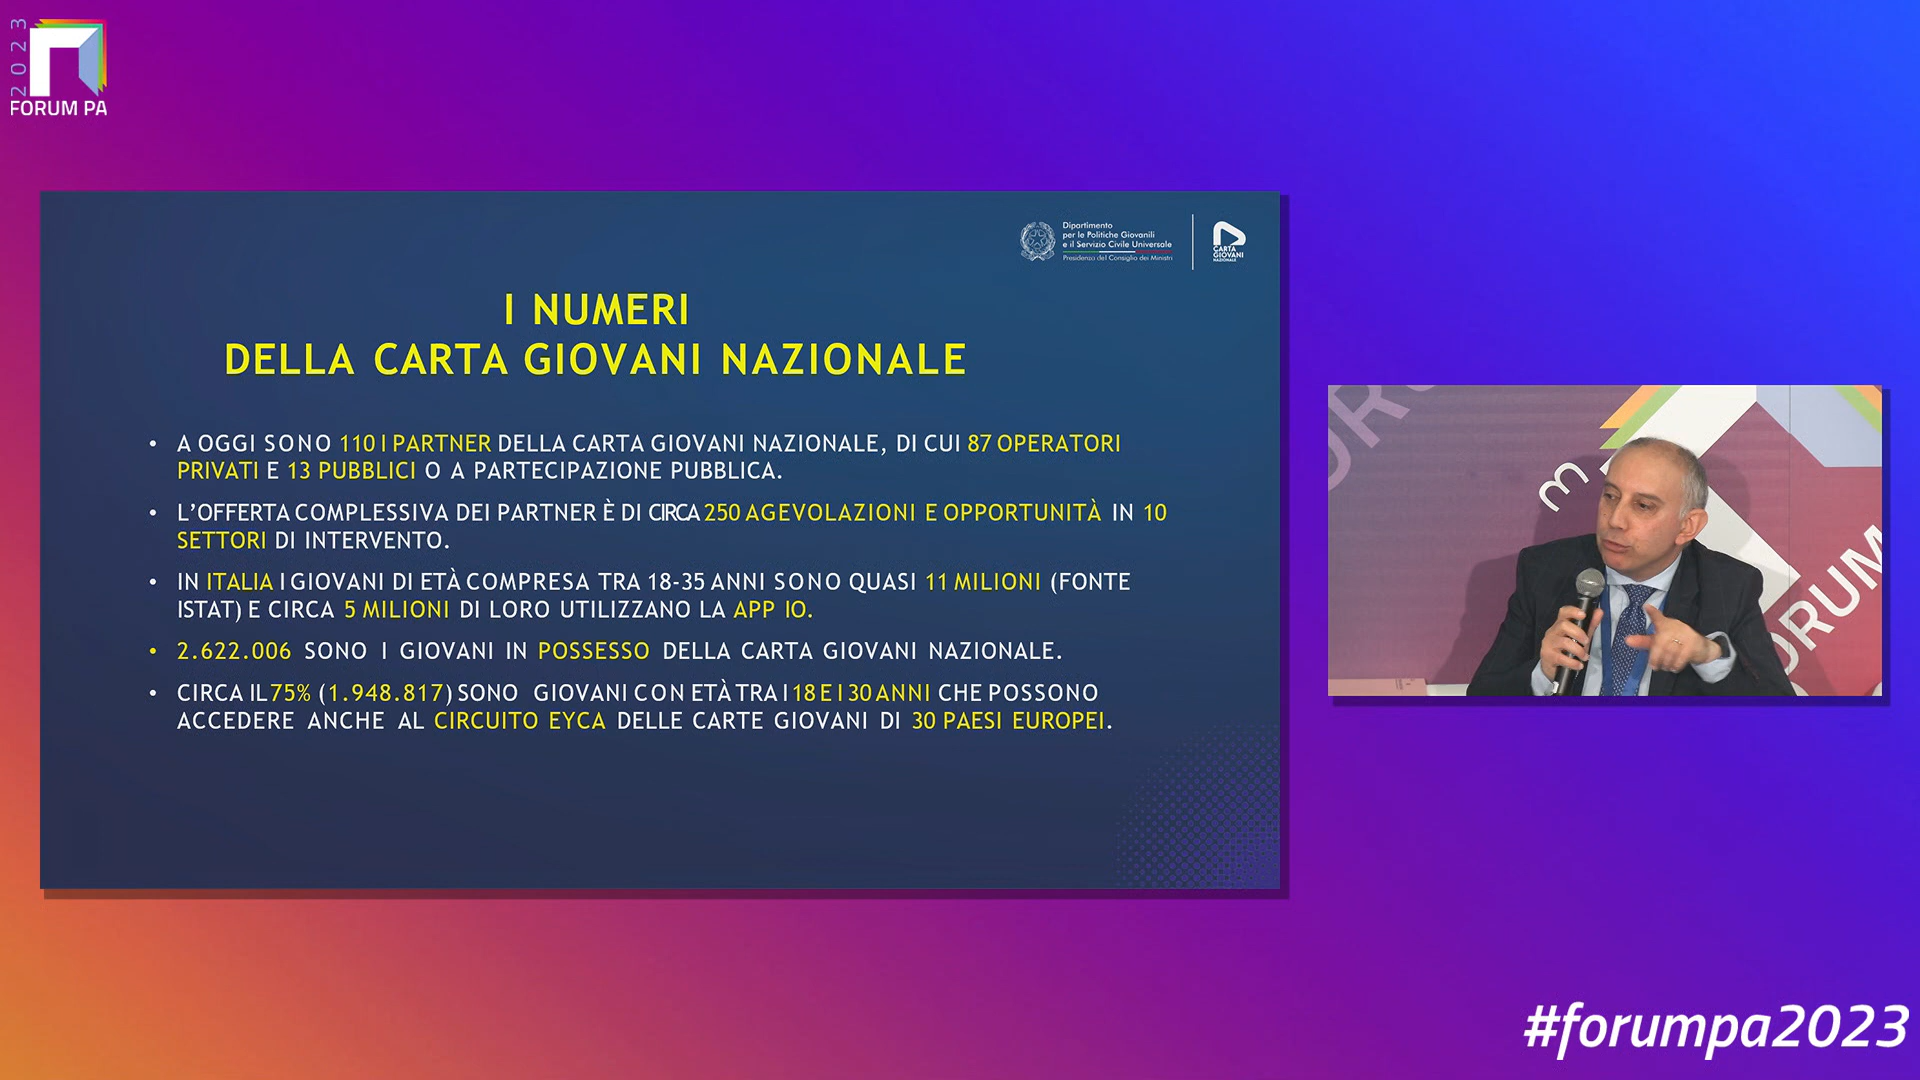 2023
FORUM PA
Dipartimento
per le Politiche Giovanili
e il Servizio Civile Universale
Presidenza del Consiglio dei Ministri
CARTA
GIOVANI
NAZIONALE
I NUMERI
DELLA CARTA GIOVANI NAZIONALE
• A OGGI SONO 110 I PARTNER DELLA CARTA GIOVANI NAZIONALE, DI CUI 87 OPERATORI
PRIVATI E 13 PUBBLICI O A PARTECIPAZIONE PUBBLICA.
• L'OFFERTA COMPLESSIVA DEI PARTNER È DI CIRCA 250 AGEVOLAZIONI E OPPORTUNITÀ IN 10
SETTORI DI INTERVENTO.
• IN ITALIA I GIOVANI DI ETÀ COMPRESA TRA 18-35 ANNI SONO QUASI 11 MILIONI (FONTE
ISTAT) E CIRCA 5 MILIONI DI LORO UTILIZZANO LA APP IO.
• 2.622.006 SONO I GIOVANI IN POSSESSO DELLA CARTA GIOVANI NAZIONALE.
• CIRCA IL 75% (1.948.817) SONO GIOVANI CON ETÀ TRA I 18 E I 30 ANNI CHE POSSONO
ACCEDERE ANCHE AL CIRCUITO EYCA DELLE CARTE GIOVANI DI 30 PAESI EUROPEI.
FORUM
#forumpa2023